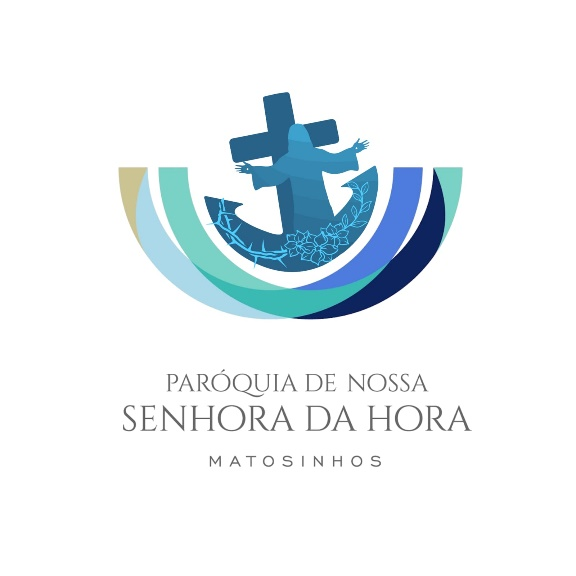 PARÓQUIA DE NOSSA
SENHORA DA HORA
MATOSINHOS